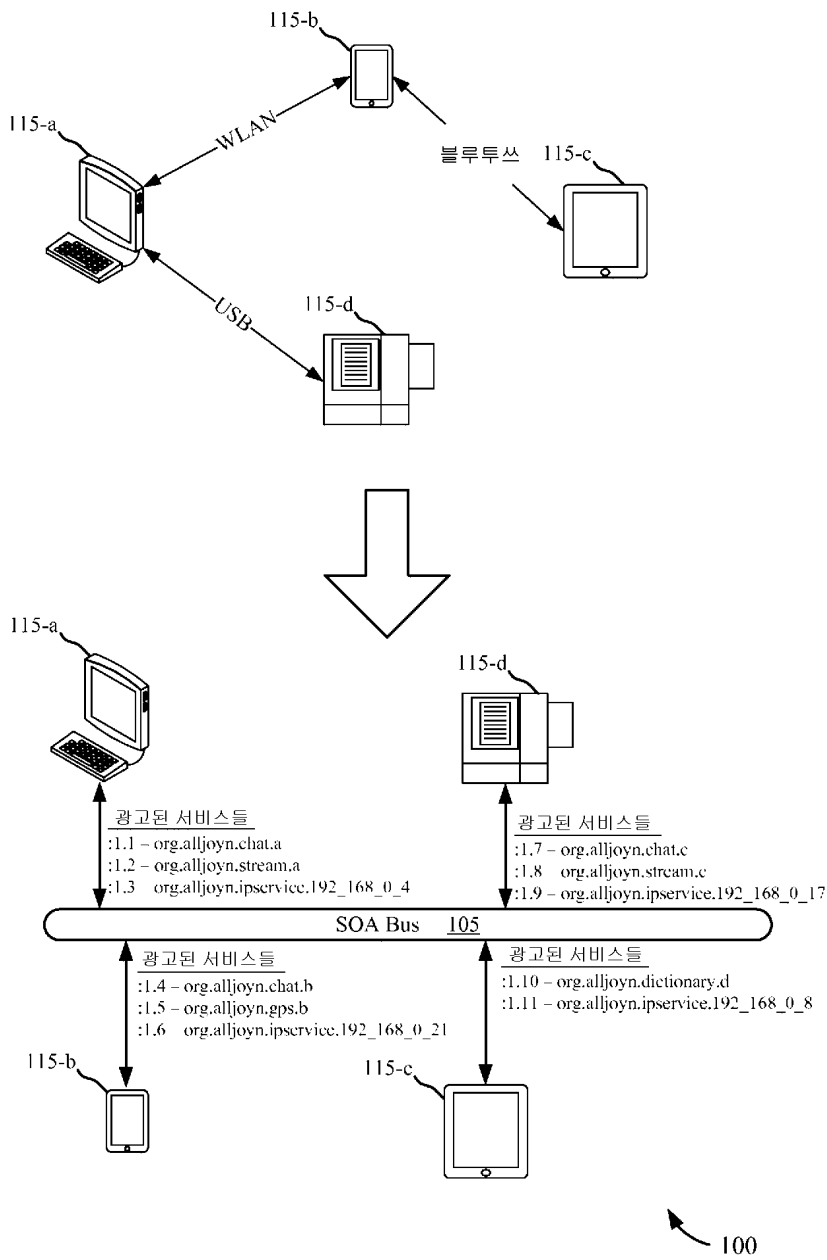 115-b
115-a
WLAN
블루투쓰
115-c
USB
115-d
115-a
115-d
광고된 서비스들
:1.1 – org.alljoyn.chat.a
:1.2 – org.alljoyn.stream.a
:1.3 org.alljoyn.ipservice.192_168_0_4
광고된 서비스들
:1.7 – org.alljoyn.chat.c
:1.8 org.alljoyn.stream.c
:1.9 – org.alljoyn.ipservice.192_168_0_17
SOA Bus 105
광고된 서비스들
:1.4 – org.alljoyn.chat.b
:1.5 – org.alljoyn.gps.b
:1.6 org.alljoyn.ipservice.192_168_0_21
광고된 서비스들
:1.10 – org.alljoyn.dictionary.d
:1.11 – org.alljoyn.ipservice.192_168_0_8
115-b
115-c
100